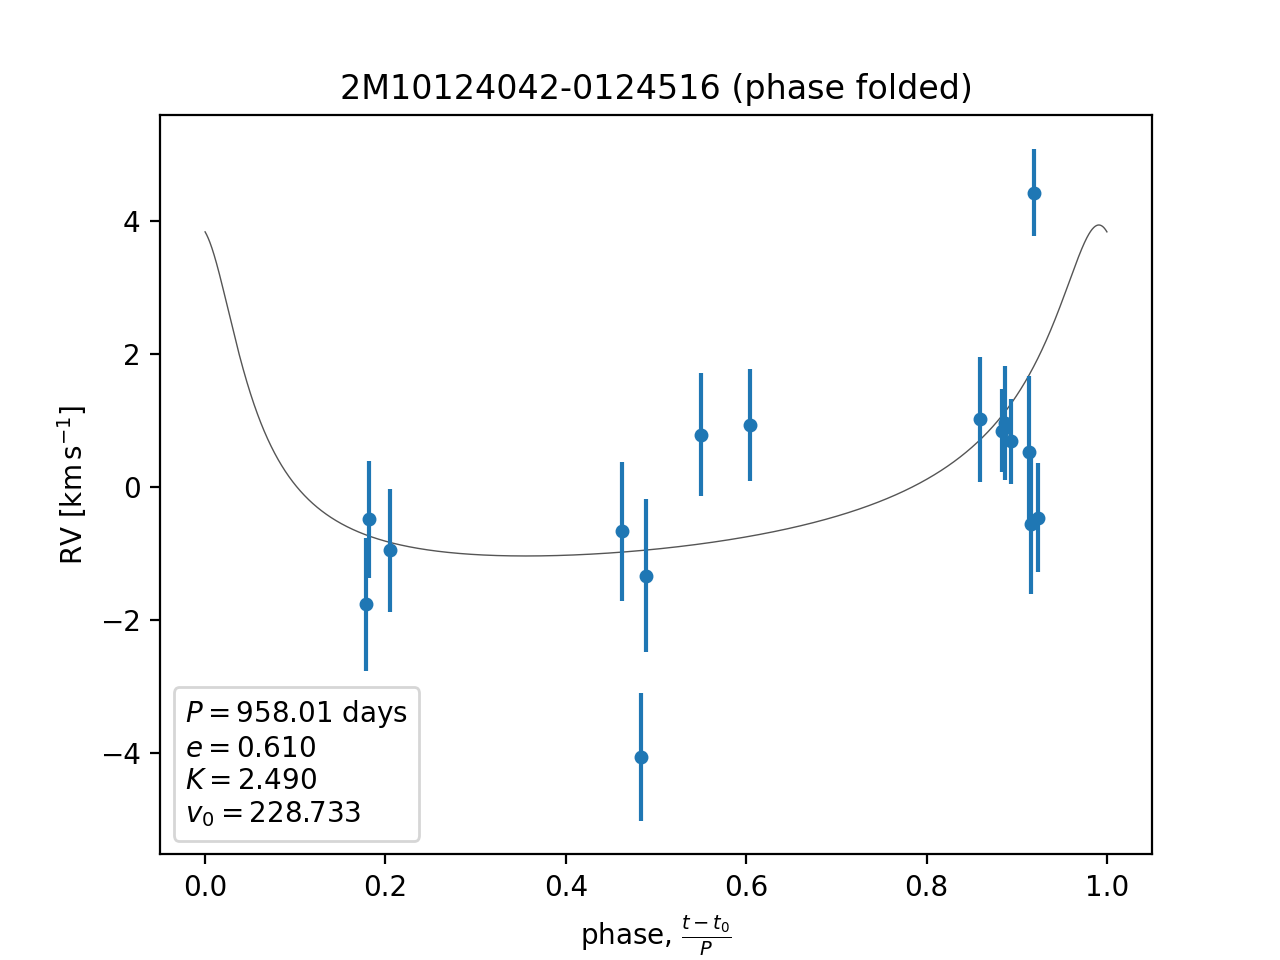 2M10124042-0124516 (phase folded)
RV [km s⁻¹]
4
2
0
−2
−4
P = 958.01 days
e = 0.610
K = 2.490
v₀ = 228.733
0.0 0.2 0.4 0.6 0.8 1.0
phase, (t − t₀)/P